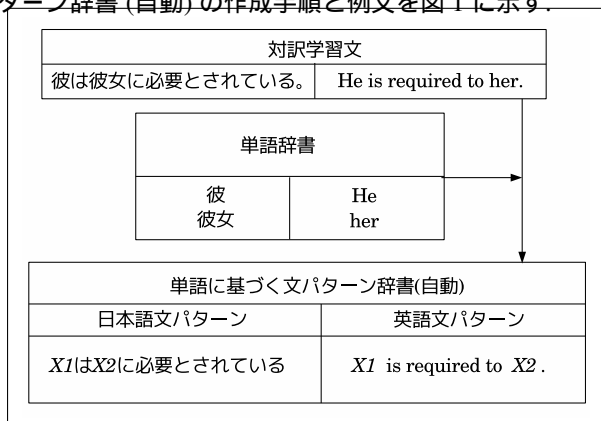 ターン辞書 (自動) の作成手順と例文を図 1 に示す.
対訳学習文
彼は彼女に必要とされている。 He is required to her.
単語辞書
彼 He
彼女 her
単語に基づく文パターン辞書(自動)
日本語文パターン 英語文パターン
X1はX2に必要とされている X1 is required to X2 .